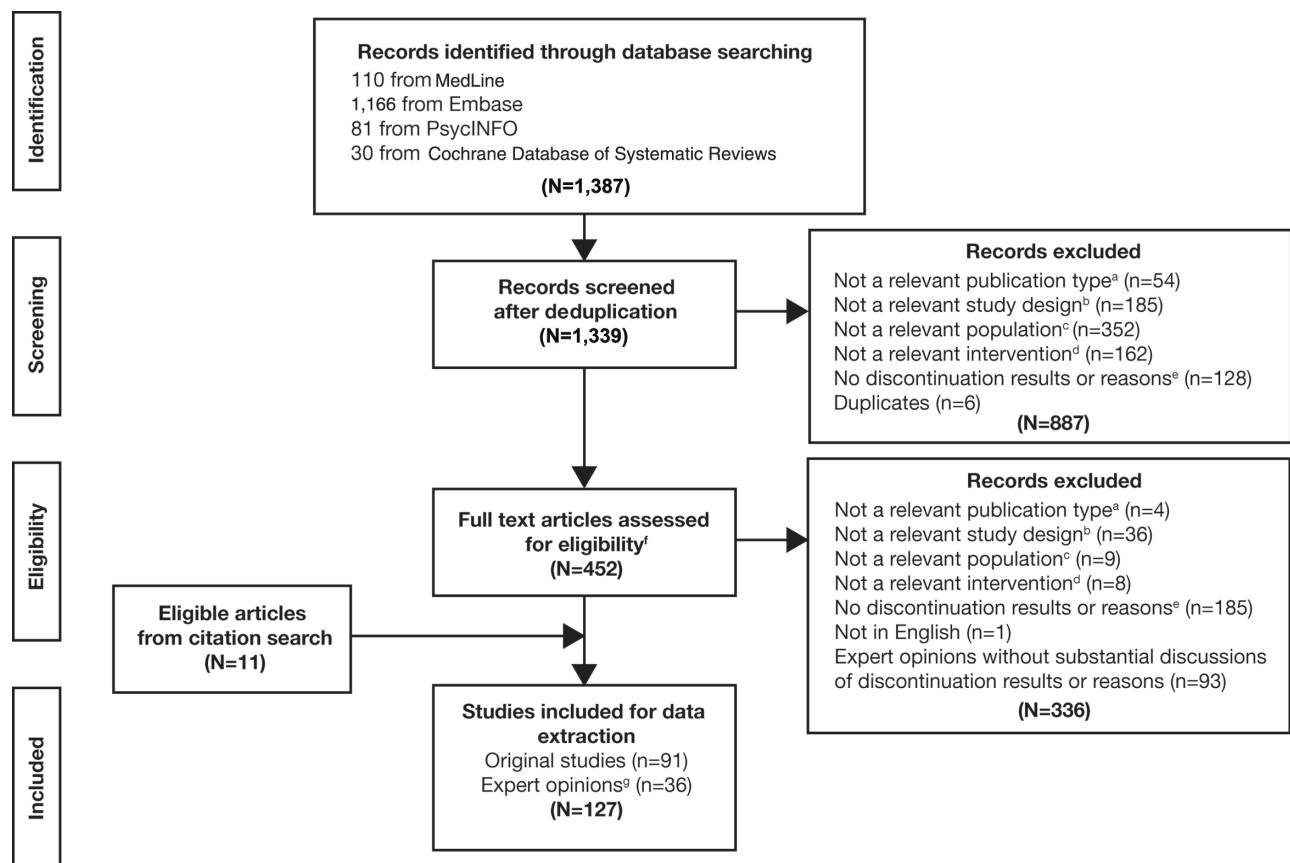 Identification
Records identified through database searching
110 from MedLine
1,166 from Embase
81 from PsycINFO
30 from Cochrane Database of Systematic Reviews
(N=1,387)
Screening
Records screened
after deduplication
(N=1,339)
Records excluded
Not a relevant publication typeᵃ (n=54)
Not a relevant study designᵇ (n=185)
Not a relevant populationᶜ (n=352)
Not a relevant interventionᵈ (n=162)
No discontinuation results or reasonsᵉ (n=128)
Duplicates (n=6)
(N=887)
Eligibility
Full text articles assessed
for eligibilityᶠ
(N=452)
Records excluded
Not a relevant publication typeᵃ (n=4)
Not a relevant study designᵇ (n=36)
Not a relevant populationᶜ (n=9)
Not a relevant interventionᵈ (n=8)
No discontinuation results or reasonsᵉ (n=185)
Not in English (n=1)
Expert opinions without substantial discussions
of discontinuation results or reasons (n=93)
(N=336)
Eligible articles
from citation search
(N=11)
Included
Studies included for data
extraction
Original studies (n=91)
Expert opinionsᵍ (n=36)
(N=127)